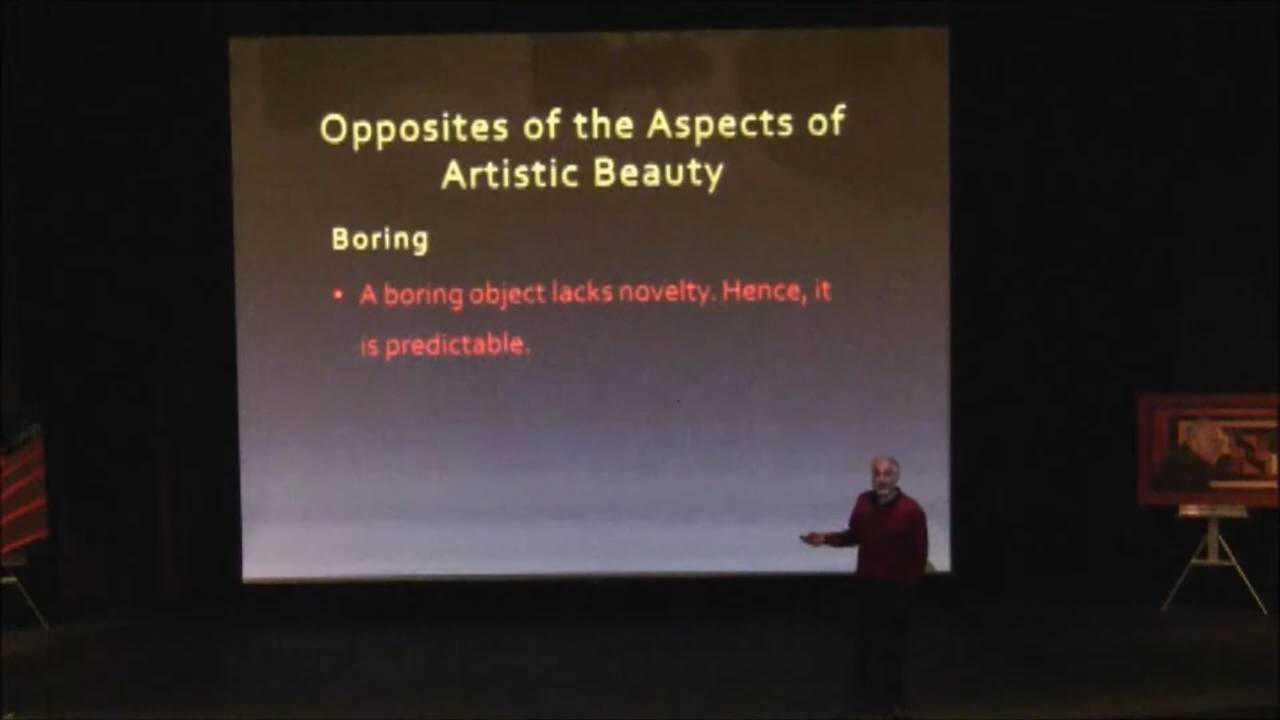 Opposites of the Aspects of
Artistic Beauty
Boring
• A boring object lacks novelty. Hence, it
is predictable.